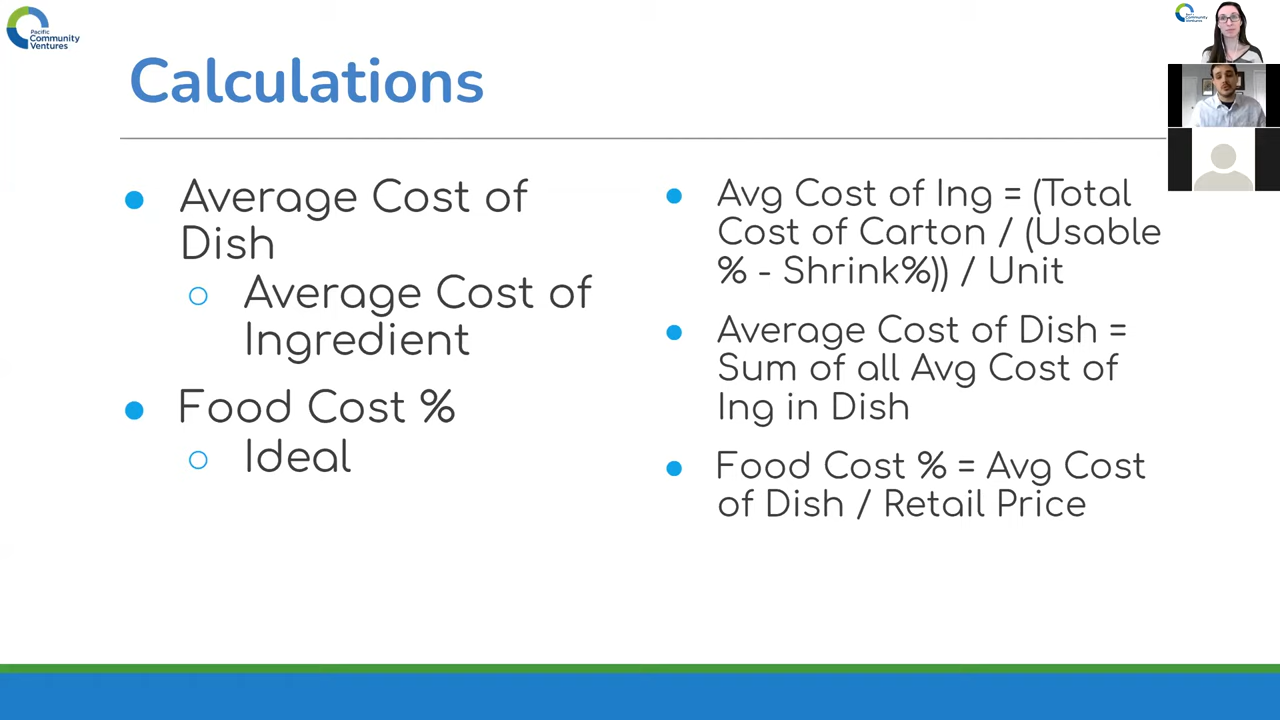 Pacific
Community
Ventures
Calculations
Average Cost of
Dish
Average Cost of
Ingredient
Food Cost %
Ideal
Avg Cost of Ing = (Total
Cost of Carton / (Usable
% - Shrink%)) / Unit
Average Cost of Dish =
Sum of all Avg Cost of
Ing in Dish
Food Cost % = Avg Cost
of Dish / Retail Price
Community
Ventures